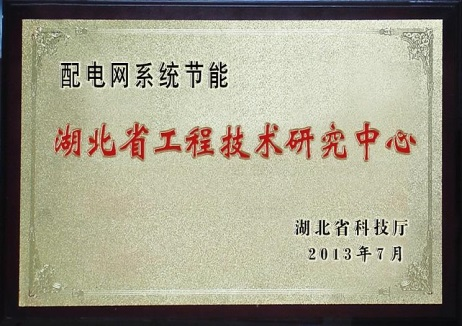 配电网系统节能
湖北省工程技术研究中心
湖北省科技厅
2013年7月